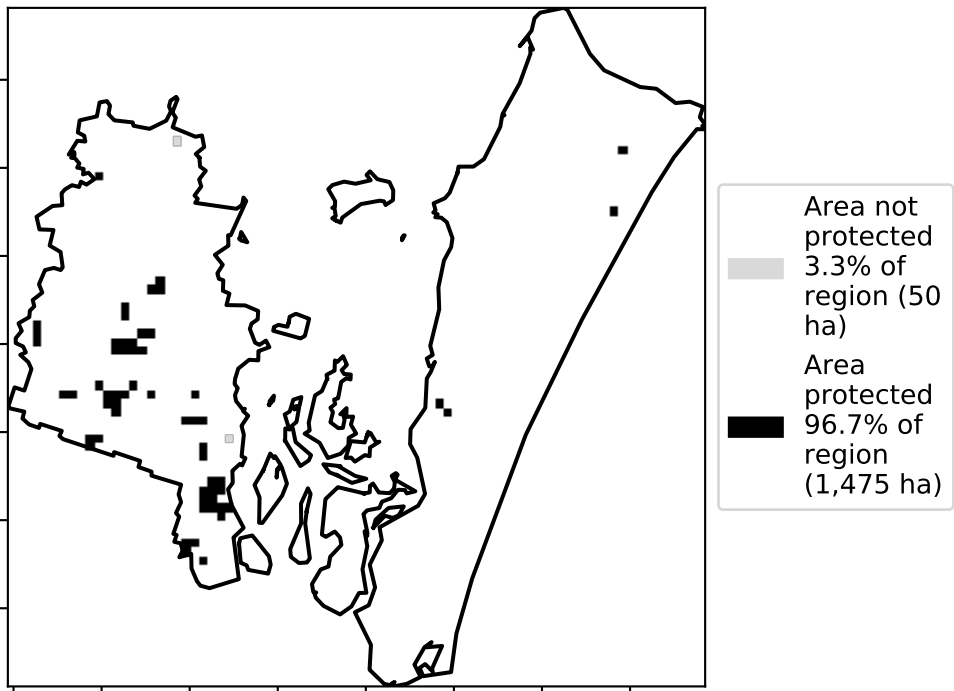 Area not
protected
3.3% of
region (50
ha)
Area
protected
96.7% of
region
(1,475 ha)